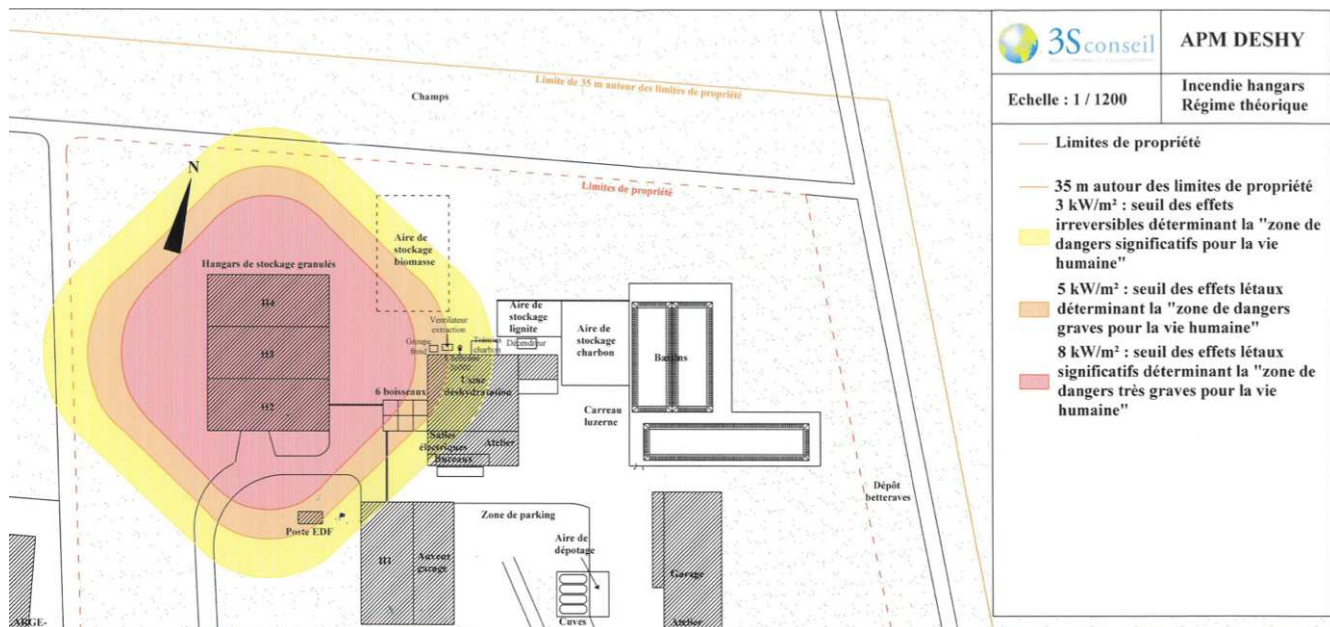 Limite de 35 m autour des limites de propriété
Champs
N
Limites de propriété
Aire de
stockage
biomasse
Hangars de stockage granulés
H4
H3
H2
Ventilateur
extraction
Groupe
froid
Trémies
charbon
Aire de
stockage
lignite
Détendeur
Aire de
stockage
charbon
Bassins
Usine
déshydratation
6 boisseaux
Salles
électriques
Atelier
Bureaux
Carreau
luzerne
Dépôt
betteraves
Poste EDF
H1
Auvent
garage
Zone de parking
Aire de
dépotage
Cuves
Garage
Atelier
ARGE-
3S conseil
APM DESHY
Echelle : 1 / 1200
Incendie hangars
Régime théorique
Limites de propriété
35 m autour des limites de propriété
3 kW/m² : seuil des effets
irreversibles déterminant la "zone de
dangers significatifs pour la vie
humaine"
5 kW/m² : seuil des effets létaux
déterminant la "zone de dangers
graves pour la vie humaine"
8 kW/m² : seuil des effets létaux
significatifs déterminant la "zone de
dangers très graves pour la vie
humaine"